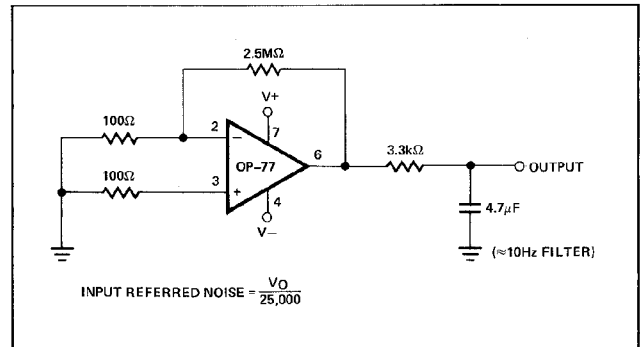 2.5MΩ
V+
100Ω
2
−
7
OP–77
6
3.3kΩ
OUTPUT
100Ω
3
+
4
V−
4.7μF
(≈10Hz FILTER)
INPUT REFERRED NOISE = VO
25,000